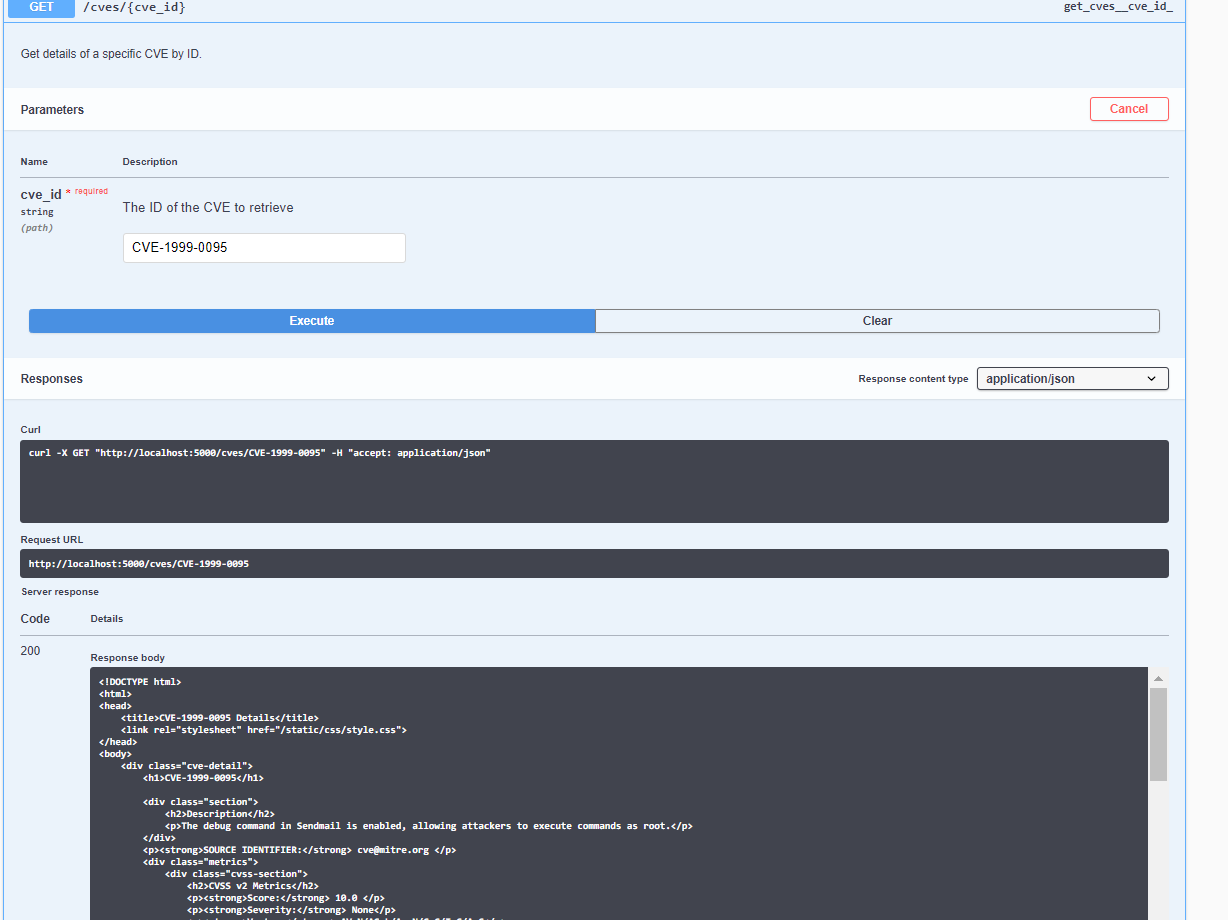 GET /cves/{cve_id} get_cves__cve_id_
Get details of a specific CVE by ID.
Parameters Cancel
Name Description
cve_id * required
string
(path)
The ID of the CVE to retrieve
CVE-1999-0095
Execute Clear
Responses Response content type application/json
Curl
curl -X GET "http://localhost:5000/cves/CVE-1999-0095" -H "accept: application/json"
Request URL
http://localhost:5000/cves/CVE-1999-0095
Server response
Code Details
200
Response body
<!DOCTYPE html>
<html>
<head>
    <title>CVE-1999-0095 Details</title>
    <link rel="stylesheet" href="/static/css/style.css">
</head>
<body>
    <div class="cve-detail">
        <h1>CVE-1999-0095</h1>
        <div class="section">
            <h2>Description</h2>
            <p>The debug command in Sendmail is enabled, allowing attackers to execute commands as root.</p>
        </div>
        <p><strong>SOURCE IDENTIFIER:</strong> cve@mitre.org </p>
        <div class="metrics">
            <div class="cvss-section">
                <h2>CVSS v2 Metrics</h2>
                <p><strong>Score:</strong> 10.0 </p>
                <p><strong>Severity:</strong> None</p>